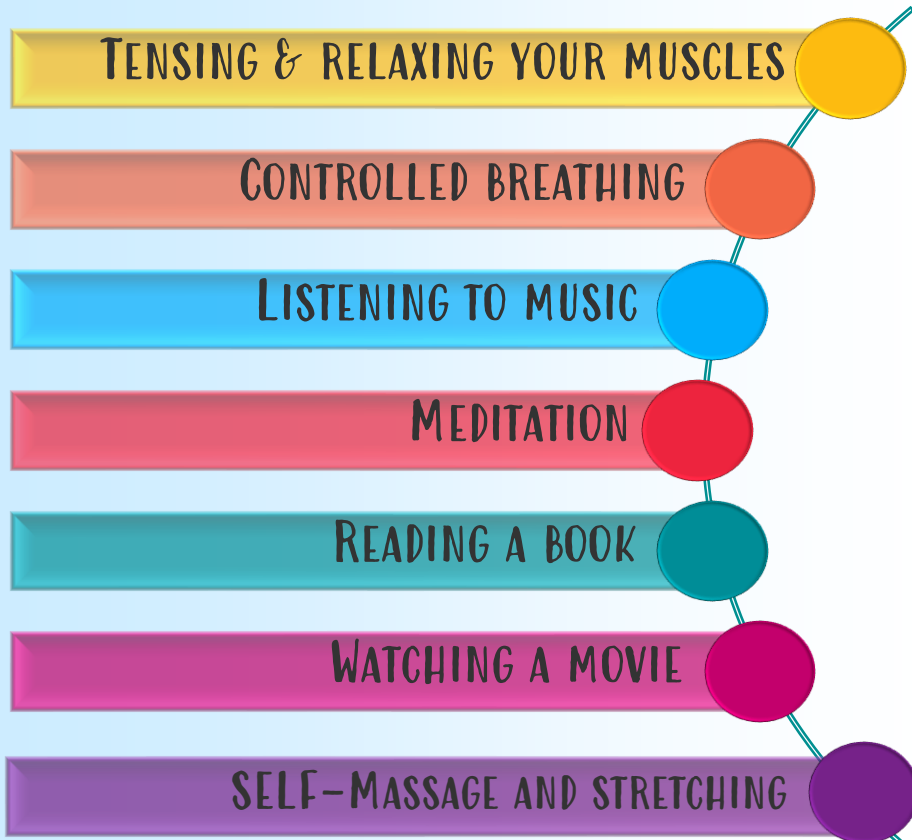 Tensing & relaxing your muscles
Controlled breathing
Listening to music
Meditation
Reading a book
Watching a movie
Self-Massage and stretching